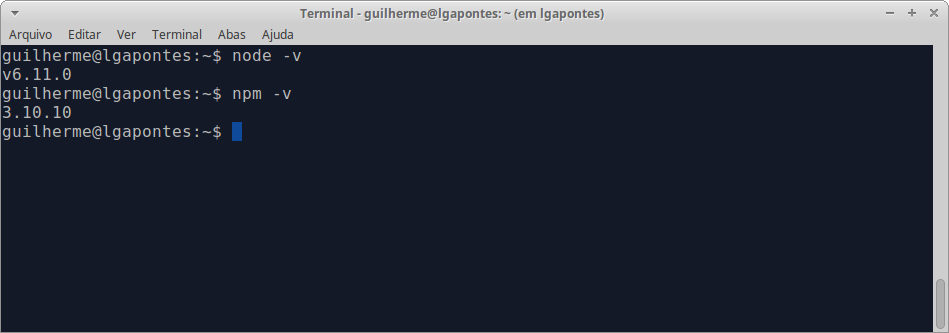 Terminal - guilherme@lgapontes: ~ (em lgapontes)
Arquivo Editar Ver Terminal Abas Ajuda
guilherme@lgapontes:~$ node -v
v6.11.0
guilherme@lgapontes:~$ npm -v
3.10.10
guilherme@lgapontes:~$